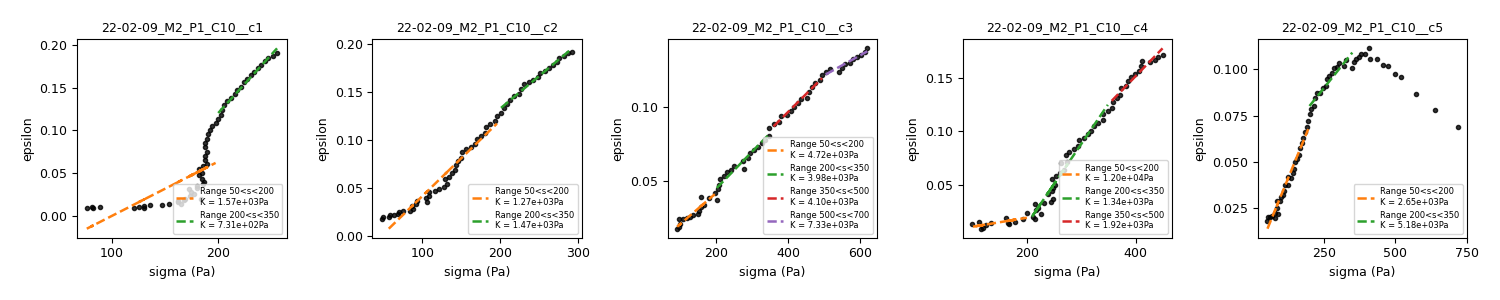 22-02-09_M2_P1_C10__c1
epsilon
0.20
0.15
0.10
0.05
0.00
Range 50<s<200
K = 1.57e+03Pa
Range 200<s<350
K = 7.31e+02Pa
100
200
sigma (Pa)
22-02-09_M2_P1_C10__c2
epsilon
0.20
0.15
0.10
0.05
0.00
Range 50<s<200
K = 1.27e+03Pa
Range 200<s<350
K = 1.47e+03Pa
100
200
300
sigma (Pa)
22-02-09_M2_P1_C10__c3
epsilon
0.10
0.05
Range 50<s<200
K = 4.72e+03Pa
Range 200<s<350
K = 3.98e+03Pa
Range 350<s<500
K = 4.10e+03Pa
Range 500<s<700
K = 7.33e+03Pa
200
400
600
sigma (Pa)
22-02-09_M2_P1_C10__c4
epsilon
0.15
0.10
0.05
Range 50<s<200
K = 1.20e+04Pa
Range 200<s<350
K = 1.34e+03Pa
Range 350<s<500
K = 1.92e+03Pa
200
400
sigma (Pa)
22-02-09_M2_P1_C10__c5
epsilon
0.100
0.075
0.050
0.025
Range 50<s<200
K = 2.65e+03Pa
Range 200<s<350
K = 5.18e+03Pa
250
500
750
sigma (Pa)